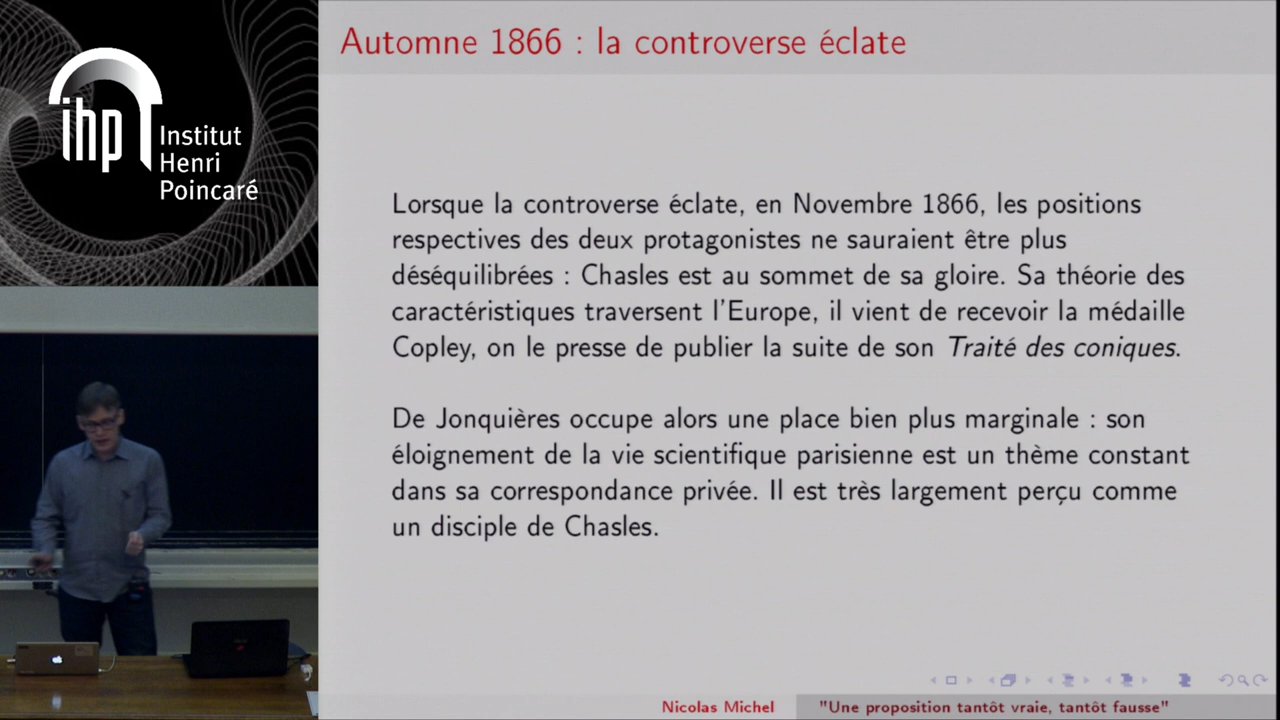 ihp Institut
Henri
Poincaré
Automne 1866 : la controverse éclate
Lorsque la controverse éclate, en Novembre 1866, les positions
respectives des deux protagonistes ne sauraient être plus
déséquilibrées : Chasles est au sommet de sa gloire. Sa théorie des
caractéristiques traversent l'Europe, il vient de recevoir la médaille
Copley, on le presse de publier la suite de son Traité des coniques.
De Jonquières occupe alors une place bien plus marginale : son
éloignement de la vie scientifique parisienne est un thème constant
dans sa correspondance privée. Il est très largement perçu comme
un disciple de Chasles.
Nicolas Michel
"Une proposition tantôt vraie, tantôt fausse"